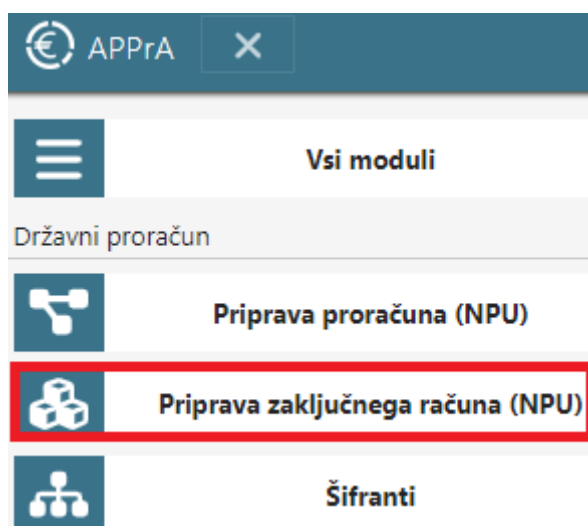 APPrA
Vsi moduli
Državni proračun
Priprava proračuna (NPU)
Priprava zaključnega računa (NPU)
Šifranti